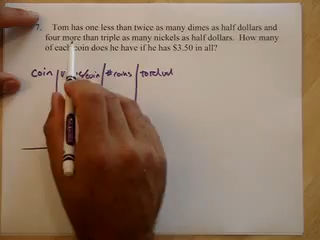 7. Tom has one less than twice as many dimes as half dollars and
four more than triple as many nickels as half dollars. How many
of each coin does he have if he has $3.50 in all?
coin /coin #coins